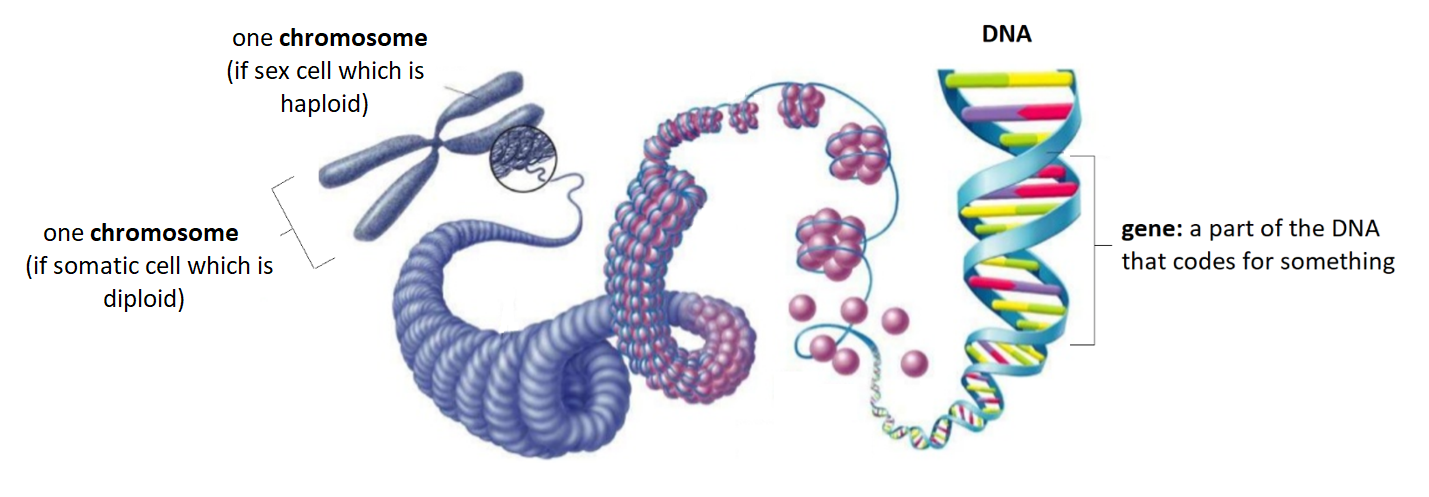 one chromosome
(if sex cell which is
haploid)
one chromosome
(if somatic cell which is
diploid)
DNA
gene: a part of the DNA
that codes for something